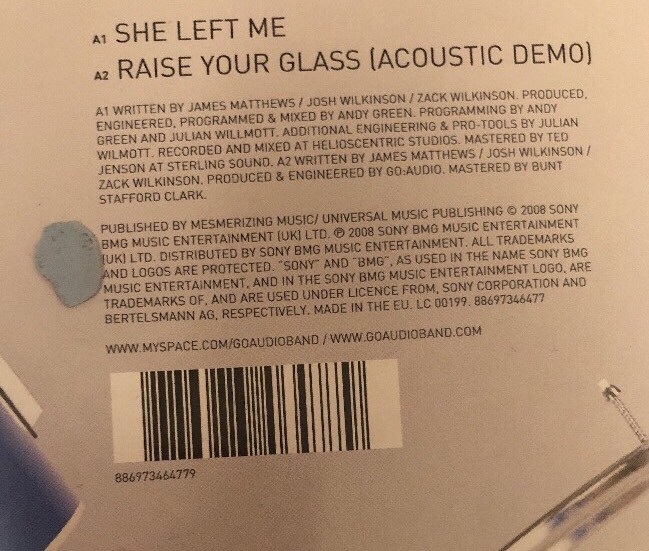 A1 SHE LEFT ME
A2 RAISE YOUR GLASS (ACOUSTIC DEMO)
A1 WRITTEN BY JAMES MATTHEWS / JOSH WILKINSON / ZACK WILKINSON. PRODUCED,
ENGINEERED, PROGRAMMED & MIXED BY ANDY GREEN. PROGRAMMING BY ANDY
GREEN AND JULIAN WILLMOTT. ADDITIONAL ENGINEERING & PRO-TOOLS BY JULIAN
WILMOTT. RECORDED AND MIXED AT HELIOSCENTRIC STUDIOS. MASTERED BY TED
JENSON AT STERLING SOUND. A2 WRITTEN BY JAMES MATTHEWS / JOSH WILKINSON /
ZACK WILKINSON. PRODUCED & ENGINEERED BY GO:AUDIO. MASTERED BY BUNT
STAFFORD CLARK.
PUBLISHED BY MESMERIZING MUSIC/ UNIVERSAL MUSIC PUBLISHING © 2008 SONY
BMG MUSIC ENTERTAINMENT (UK) LTD. ℗ 2008 SONY BMG MUSIC ENTERTAINMENT
(UK) LTD. DISTRIBUTED BY SONY BMG MUSIC ENTERTAINMENT. ALL TRADEMARKS
AND LOGOS ARE PROTECTED. "SONY" AND "BMG", AS USED IN THE NAME SONY BMG
MUSIC ENTERTAINMENT, AND IN THE SONY BMG MUSIC ENTERTAINMENT LOGO, ARE
TRADEMARKS OF, AND ARE USED UNDER LICENCE FROM, SONY CORPORATION AND
BERTELSMANN AG, RESPECTIVELY. MADE IN THE EU. LC 00199. 88697346477
WWW.MYSPACE.COM/GOAUDIOBAND / WWW.GOAUDIOBAND.COM
886973464779